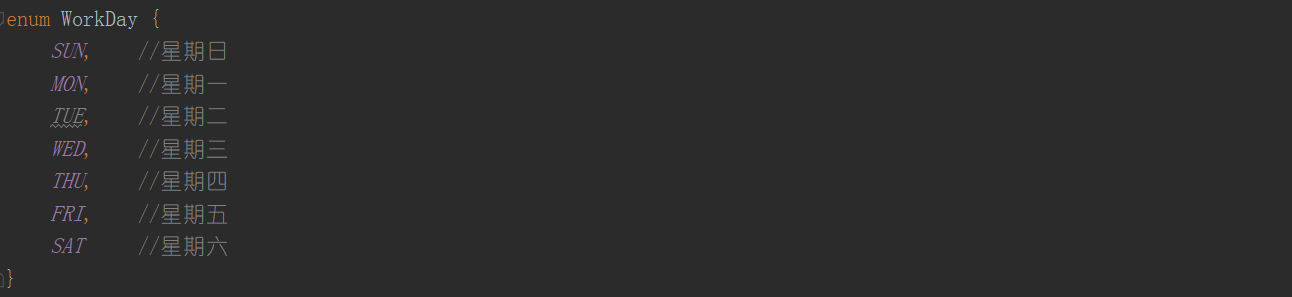 enum WorkDay {
    SUN,    //星期日
    MON,    //星期一
    TUE,    //星期二
    WED,    //星期三
    THU,    //星期四
    FRI,    //星期五
    SAT     //星期六
}